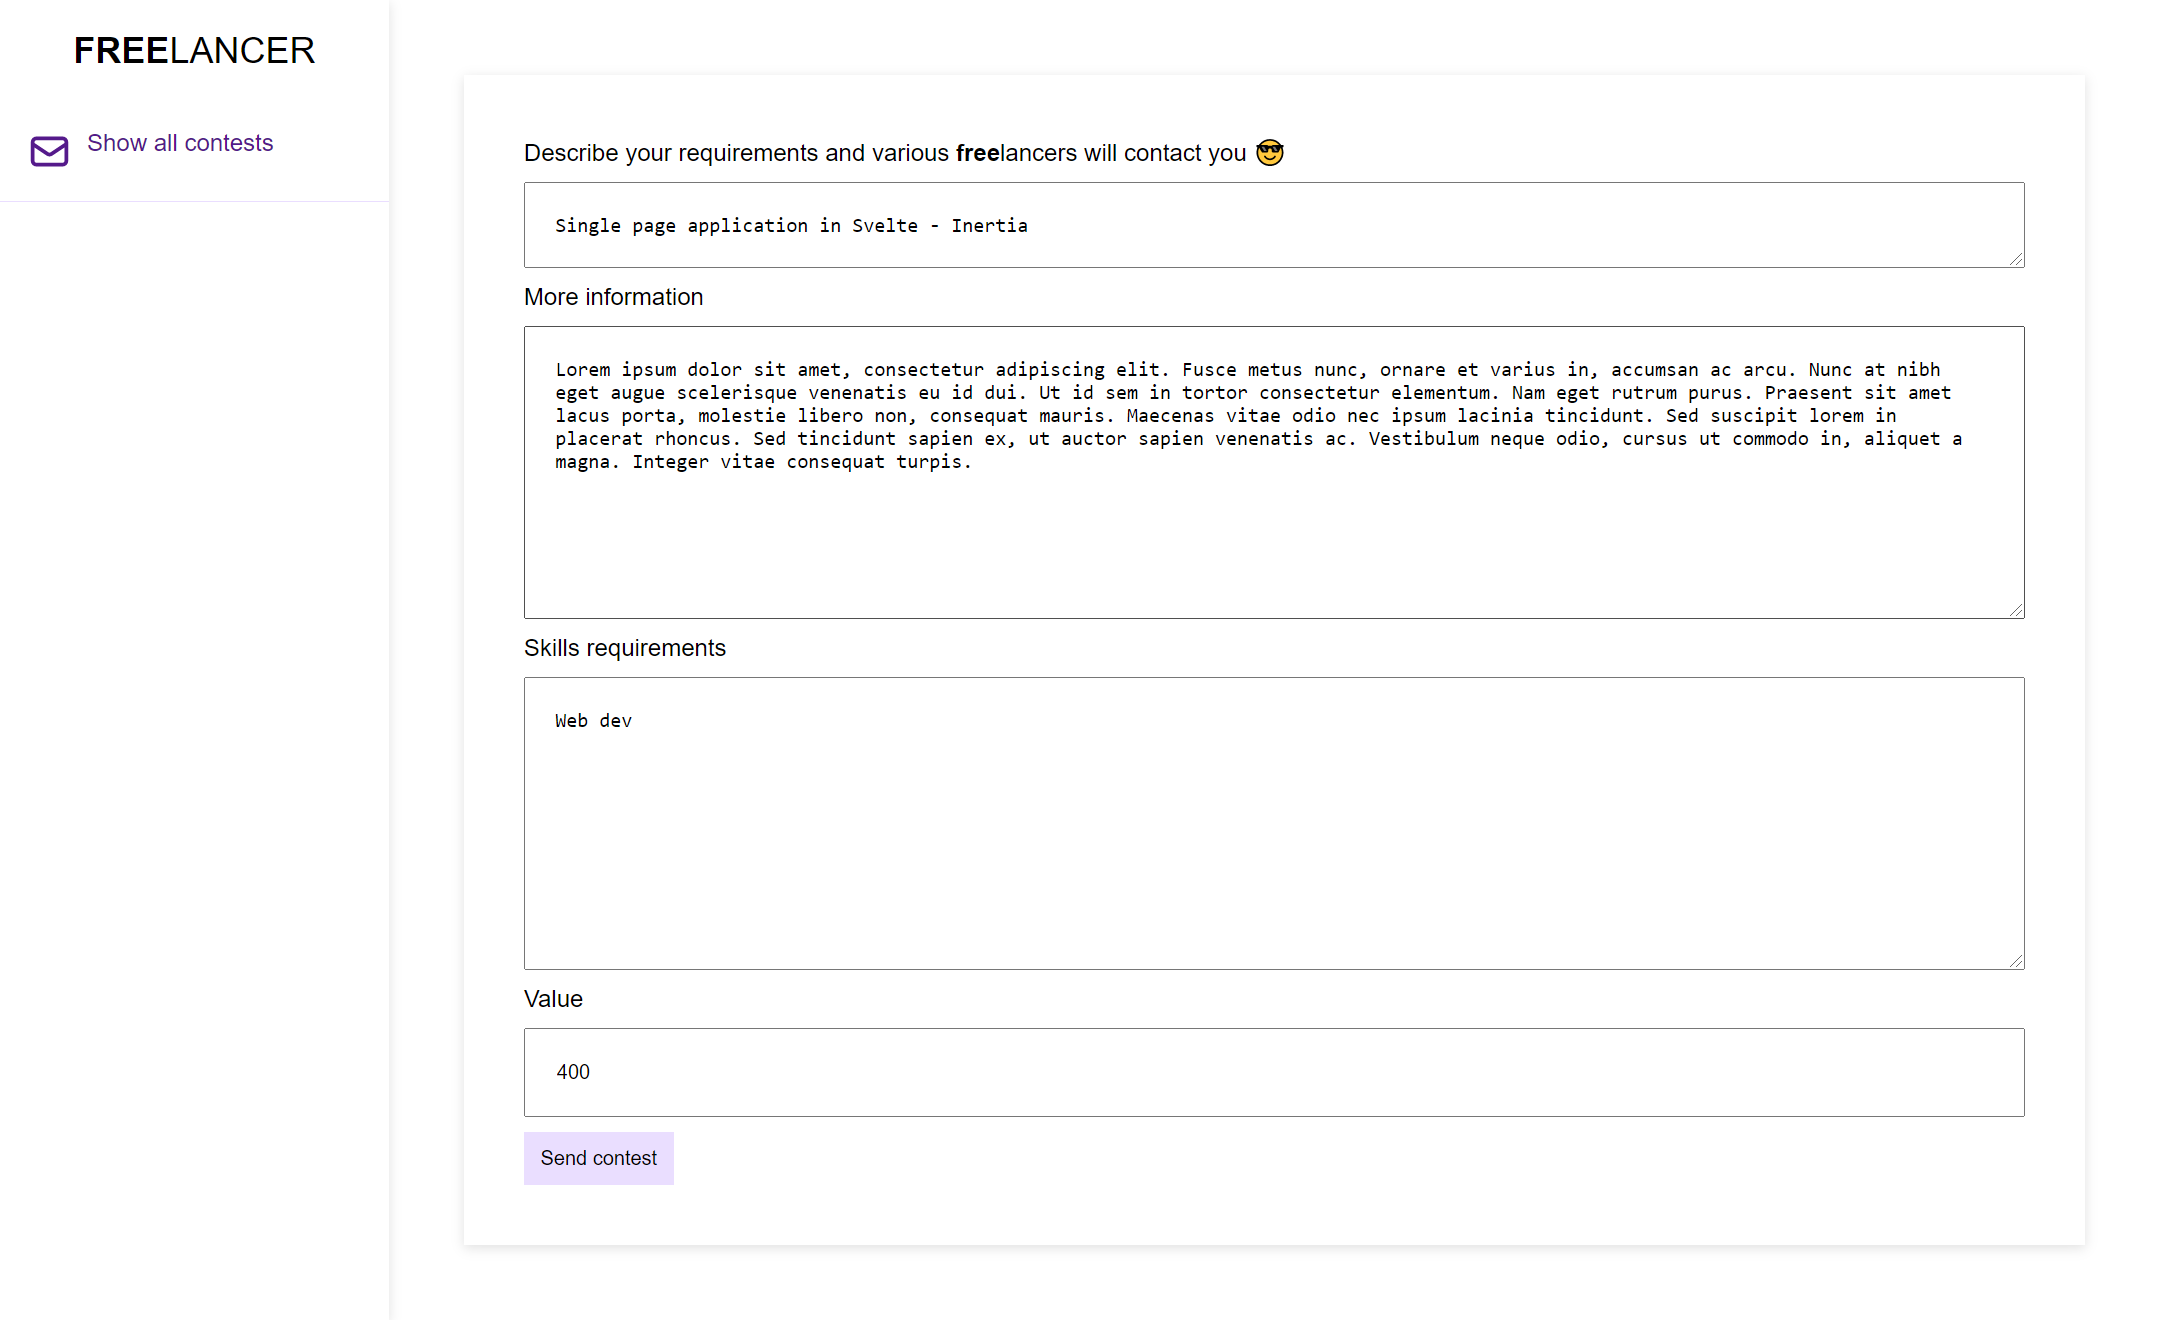 FREELANCER
Show all contests
Describe your requirements and various freelancers will contact you 😎
Single page application in Svelte - Inertia
More information
Lorem ipsum dolor sit amet, consectetur adipiscing elit. Fusce metus nunc, ornare et varius in, accumsan ac arcu. Nunc at nibh
eget augue scelerisque venenatis eu id dui. Ut id sem in tortor consectetur elementum. Nam eget rutrum purus. Praesent sit amet
lacus porta, molestie libero non, consequat mauris. Maecenas vitae odio nec ipsum lacinia tincidunt. Sed suscipit lorem in
placerat rhoncus. Sed tincidunt sapien ex, ut auctor sapien venenatis ac. Vestibulum neque odio, cursus ut commodo in, aliquet a
magna. Integer vitae consequat turpis.
Skills requirements
Web dev
Value
400
Send contest